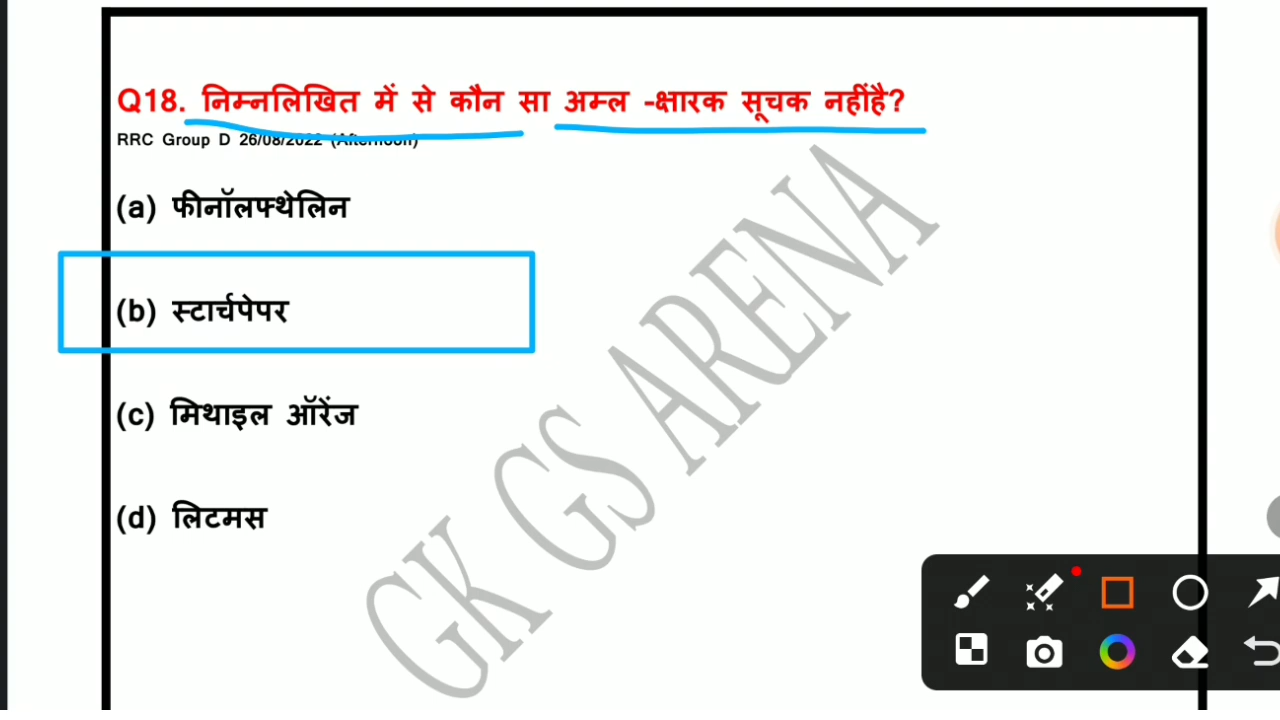 Q18. निम्नलिखित में से कौन सा अम्ल -क्षारक सूचक नहींहै?
RRC Group D 26/08/2022 (Afternoon)
(a) फीनॉलफ्थेलिन
(b) स्टार्चपेपर
(c) मिथाइल ऑरेंज
(d) लिटमस
GK GS ARENA